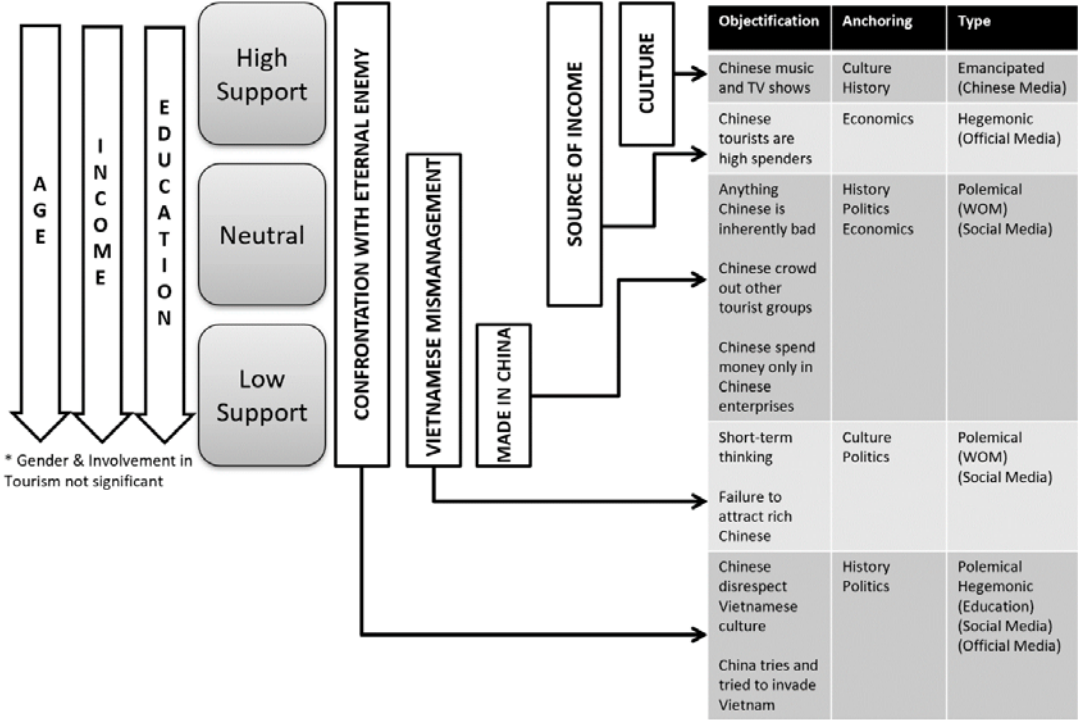 AGE
INCOME
EDUCATION
* Gender & Involvement in
Tourism not significant
High
Support
Neutral
Low
Support
CONFRONTATION WITH ETERNAL ENEMY
VIETNAMESE MISMANAGEMENT
MADE IN CHINA
SOURCE OF INCOME
CULTURE
Objectification
Anchoring
Type
Chinese music
and TV shows
Culture
History
Emancipated
(Chinese Media)
Chinese
tourists are
high spenders
Economics
Hegemonic
(Official Media)
Anything
Chinese is
inherently bad
Chinese crowd
out other
tourist groups
Chinese spend
money only in
Chinese
enterprises
History
Politics
Economics
Polemical
(WOM)
(Social Media)
Short-term
thinking
Failure to
attract rich
Chinese
Culture
Politics
Polemical
(WOM)
(Social Media)
Chinese
disrespect
Vietnamese
culture
China tries and
tried to invade
Vietnam
History
Politics
Polemical
Hegemonic
(Education)
(Social Media)
(Official Media)